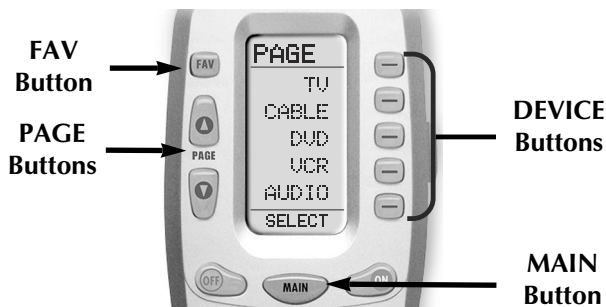 FAV
Button
PAGE
Buttons
FAV
PAGE
PAGE
TV
CABLE
DVD
VCR
AUDIO
SELECT
OFF
MAIN
ON
DEVICE
Buttons
MAIN
Button